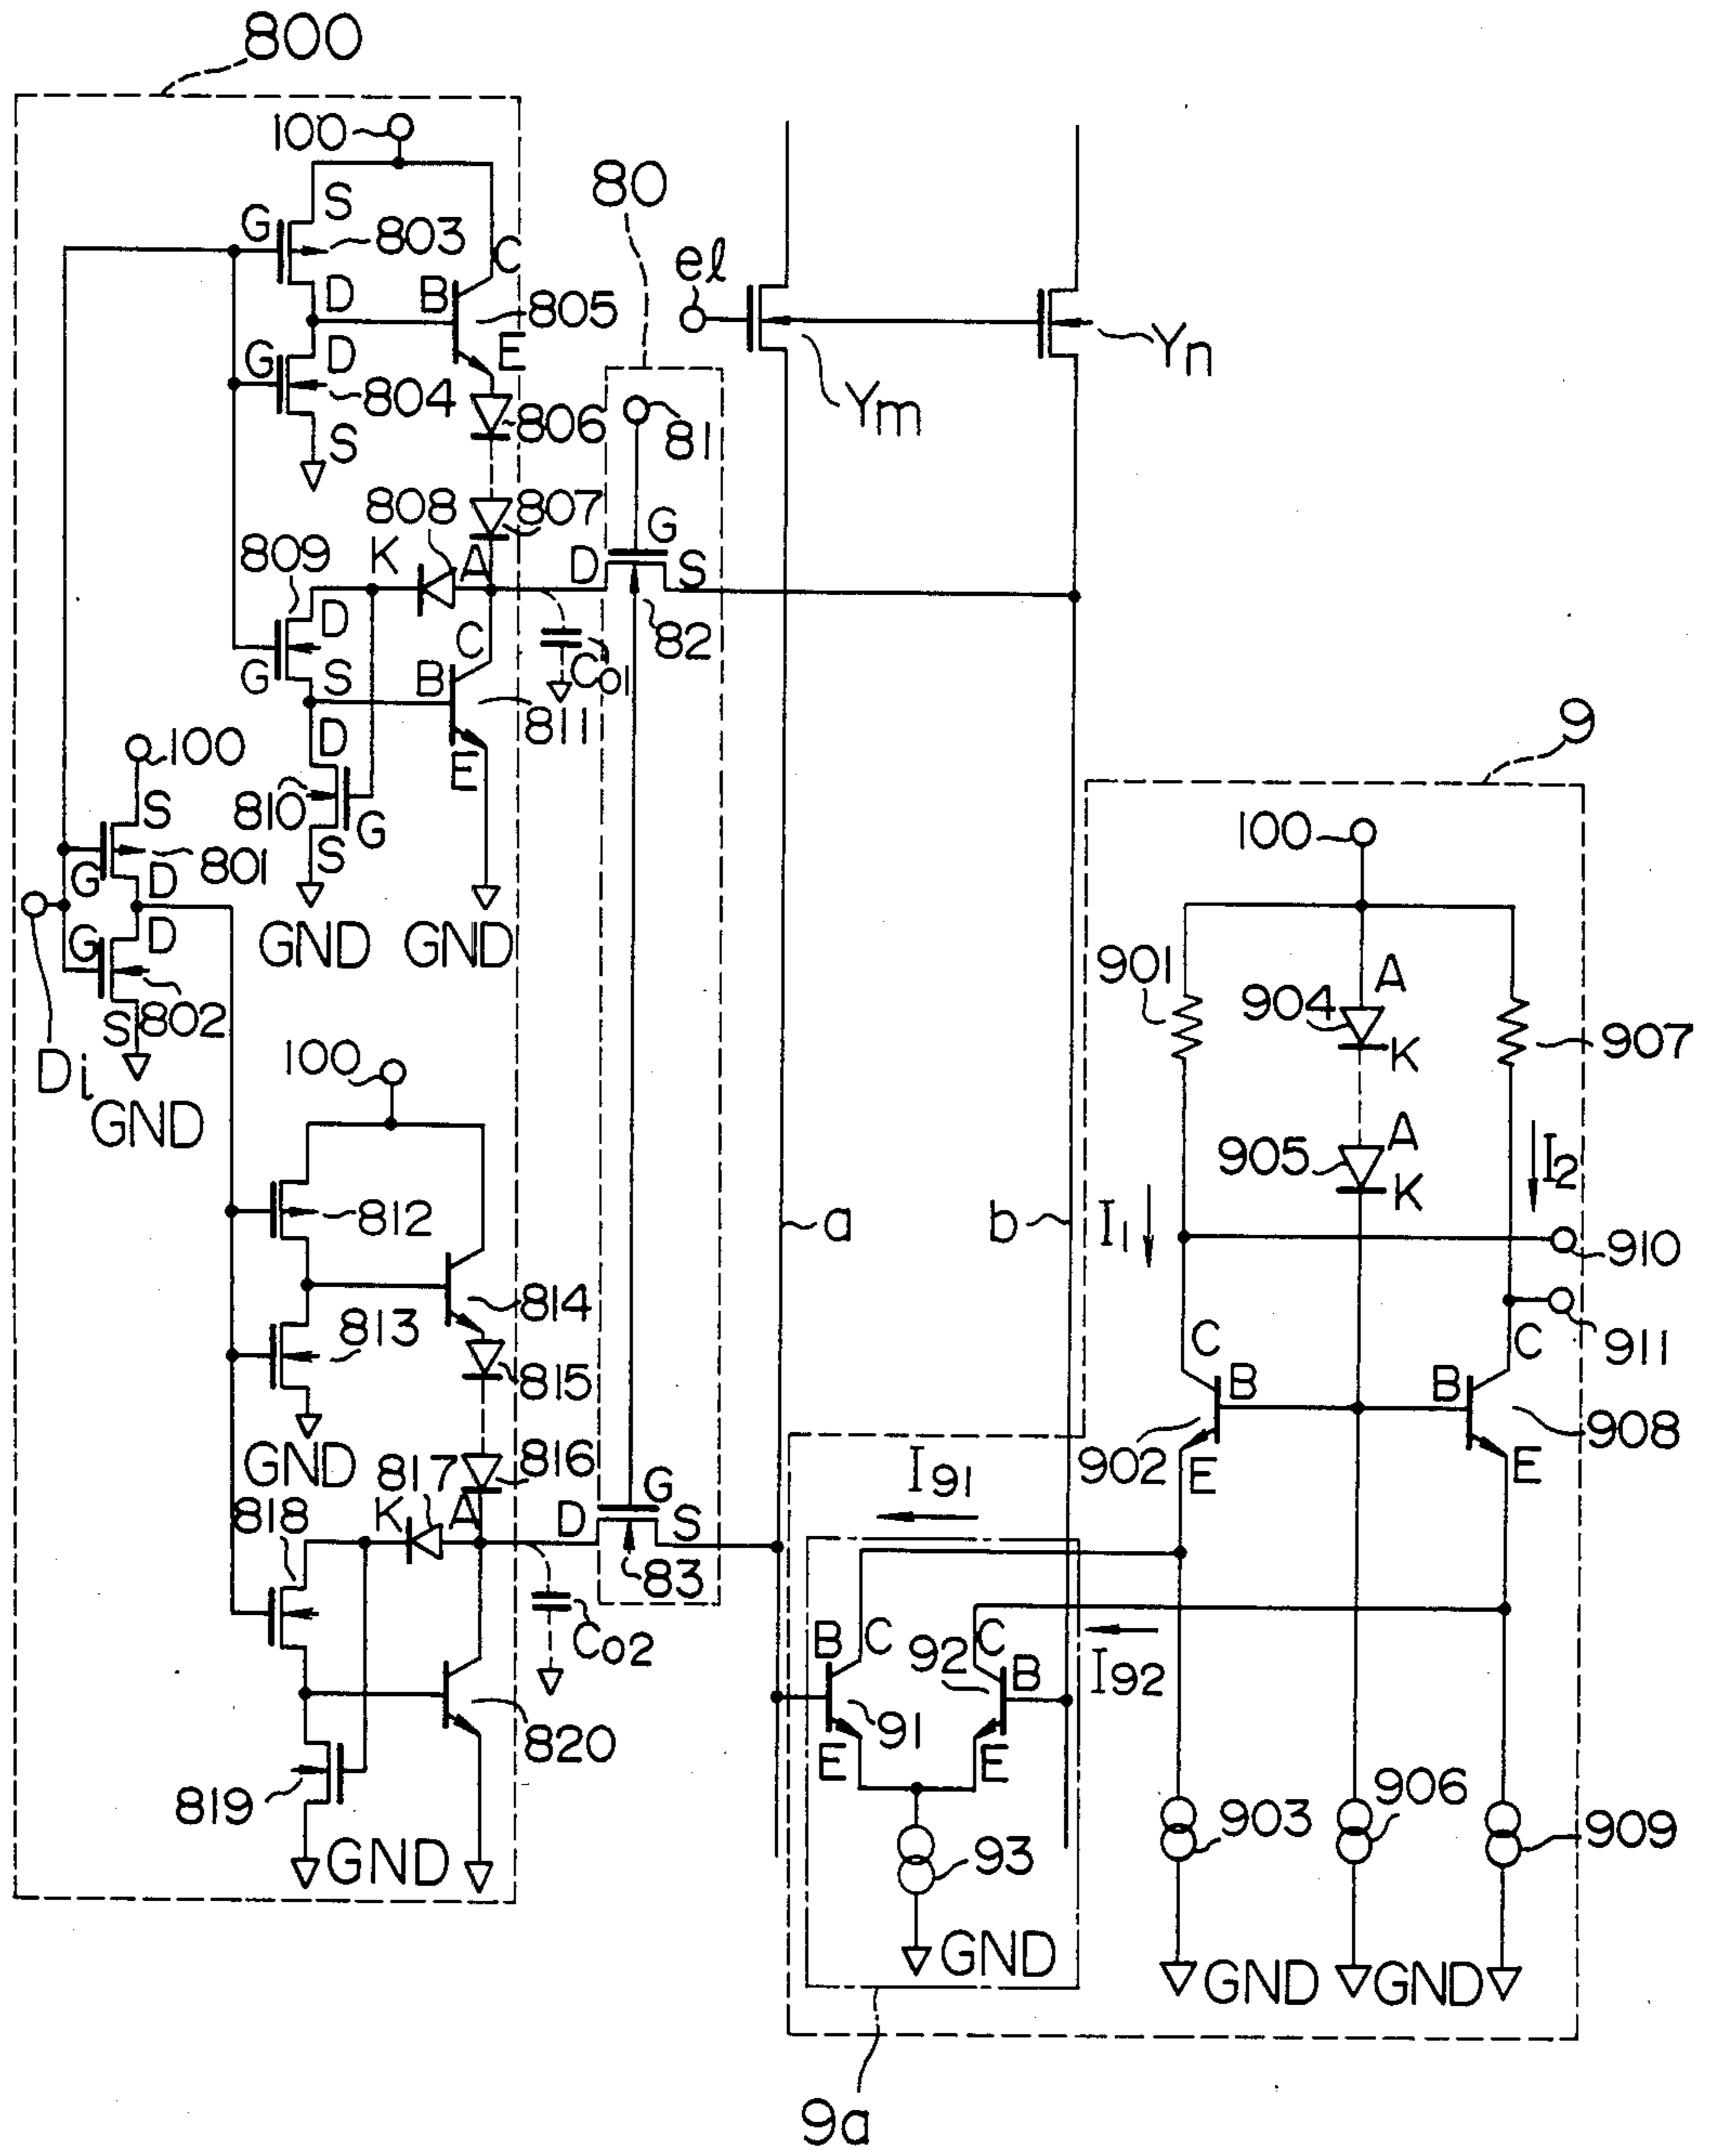 800
100
S
G
803
80
C
el
D
B
805
E
Yn
G
D
804
Ym
S
806
81
808
807
G
809
K
A
D
S
D
C
82
G
S
B
Co1
811
9
100
D
E
810
G
S
S
100
801
G
D
Di
G
D
GND
GND
901
A
904
S
802
K
907
100
GND
A
905
K
I2
812
a
b
I1
910
814
911
813
C
C
B
B
815
908
GND
902
E
E
816
I91
817
818
K
A
D
G
S
83
Co2
B
C
92
C
B
I92
91
820
E
E
906
819
903
909
GND
93
GND
GND
GND
9a